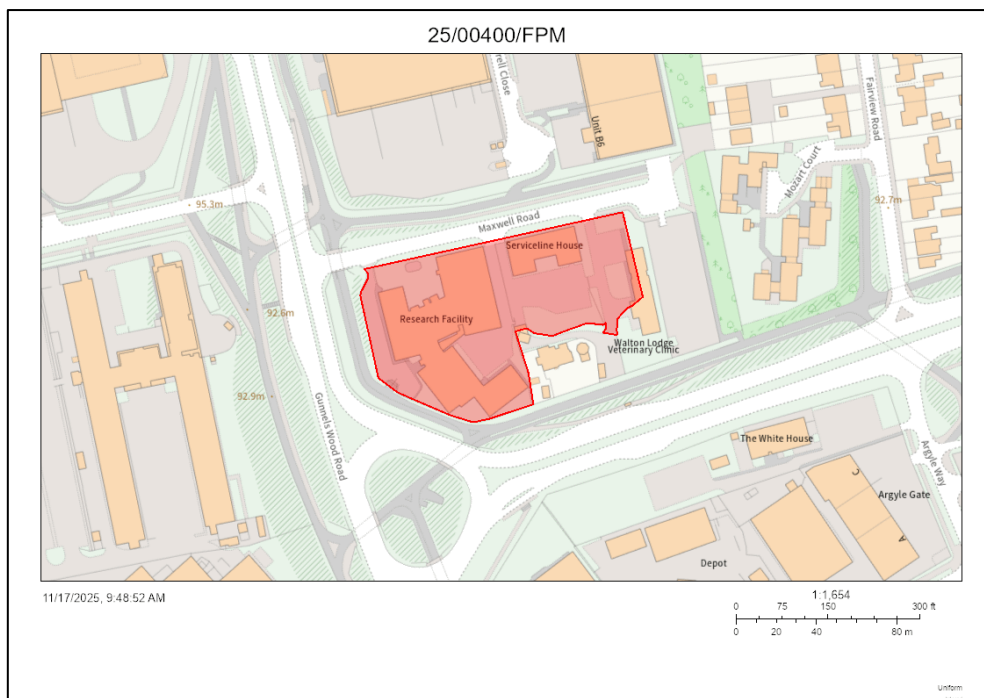 25/00400/FPM
rell Close
Unit B6
Fairview Road
Mozart Court
95.3m
92.7m
Maxwell Road
Serviceline House
92.6m
Research Facility
Walton Lodge
Veterinary Clinic
92.9m
Gunnels Wood Road
The White House
Argyle Way
C
Argyle Gate
A
Depot
11/17/2025, 9:48:52 AM
1:1,654
0 75 150 300 ft
0 20 40 80 m
Uniform